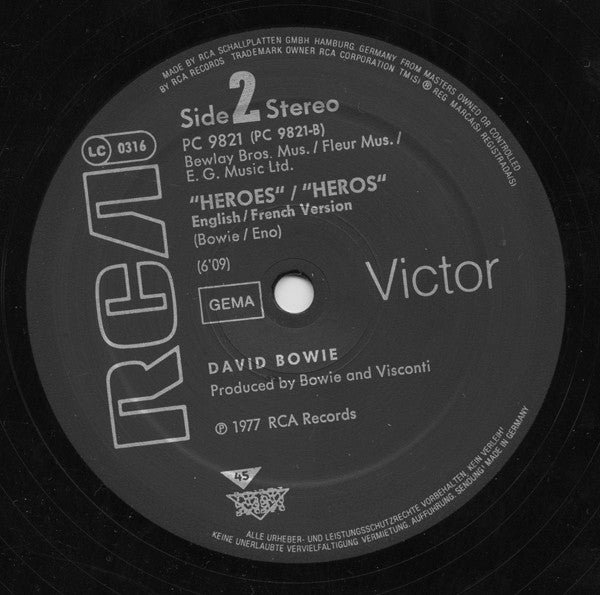 MADE BY RCA SCHALLPLATTEN GMBH HAMBURG, GERMANY FROM MASTERS OWNED OR CONTROLLED
BY RCA RECORDS TRADEMARK OWNER RCA CORPORATION TM(S) ® REG MARCA(S) REGISTRADA(S)
Side 2 Stereo
PC 9821 (PC 9821-B)
Bewlay Bros. Mus. / Fleur Mus. /
E. G. Music Ltd.
LC 0316
"HEROES" / "HEROS"
English/French Version
(Bowie / Eno)
(6'09)
GEMA
RCA
Victor
DAVID BOWIE
Produced by Bowie and Visconti
℗ 1977 RCA Records
45
ALLE URHEBER- UND LEISTUNGSSCHUTZRECHTE VORBEHALTEN, KEIN VERLEIH!
KEINE UNERLAUBTE VERVIELFÄLTIGUNG, VERMIETUNG, AUFFÜHRUNG, SENDUNG! MADE IN GERMANY